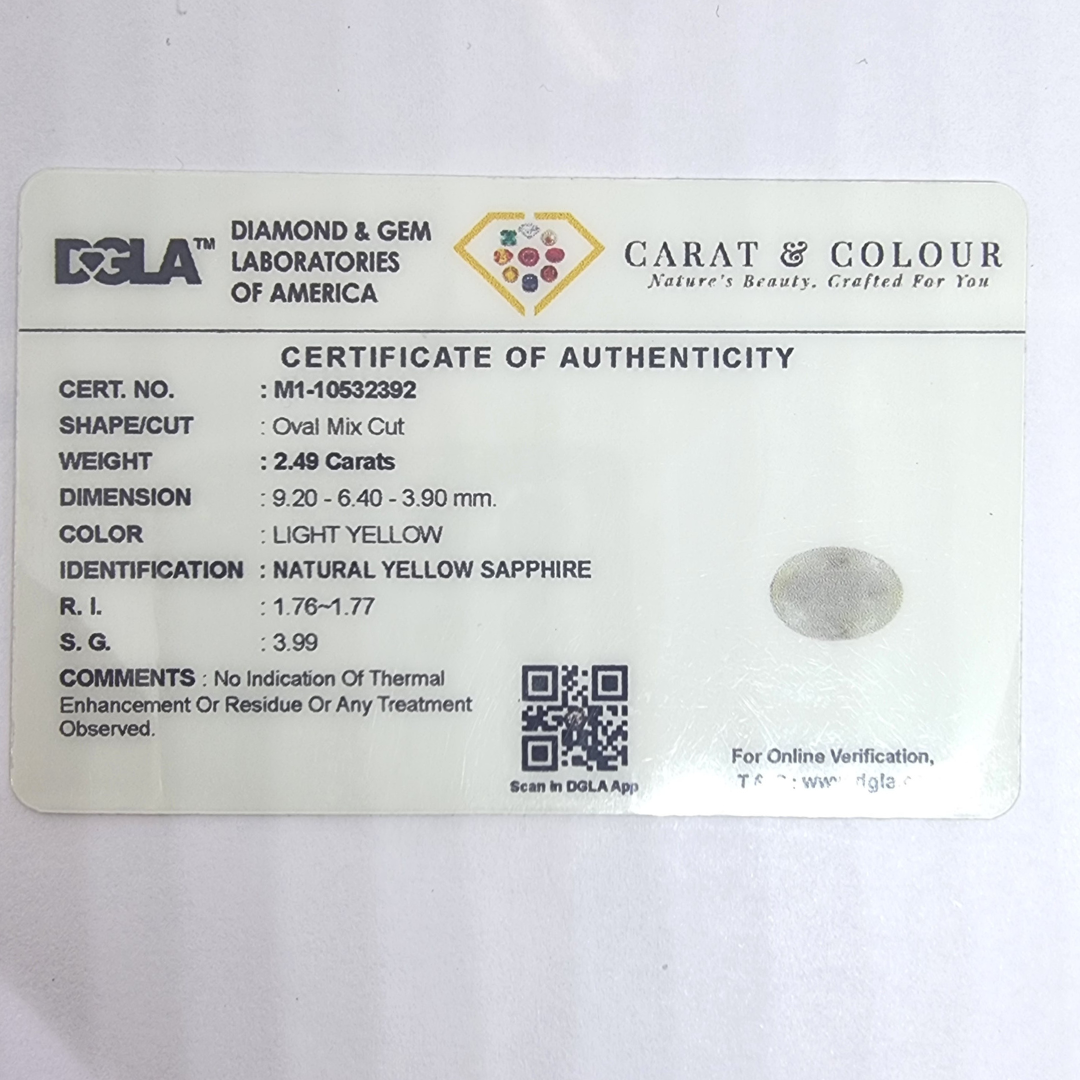 DGLA™
DIAMOND & GEM
LABORATORIES
OF AMERICA
CARAT & COLOUR
Nature's Beauty, Crafted For You
CERTIFICATE OF AUTHENTICITY
CERT. NO. : M1-10532392
SHAPE/CUT : Oval Mix Cut
WEIGHT : 2.49 Carats
DIMENSION : 9.20 - 6.40 - 3.90 mm.
COLOR : LIGHT YELLOW
IDENTIFICATION : NATURAL YELLOW SAPPHIRE
R. I. : 1.76~1.77
S. G. : 3.99
COMMENTS : No Indication Of Thermal
Enhancement Or Residue Or Any Treatment
Observed.
Scan In DGLA App
For Online Verification,